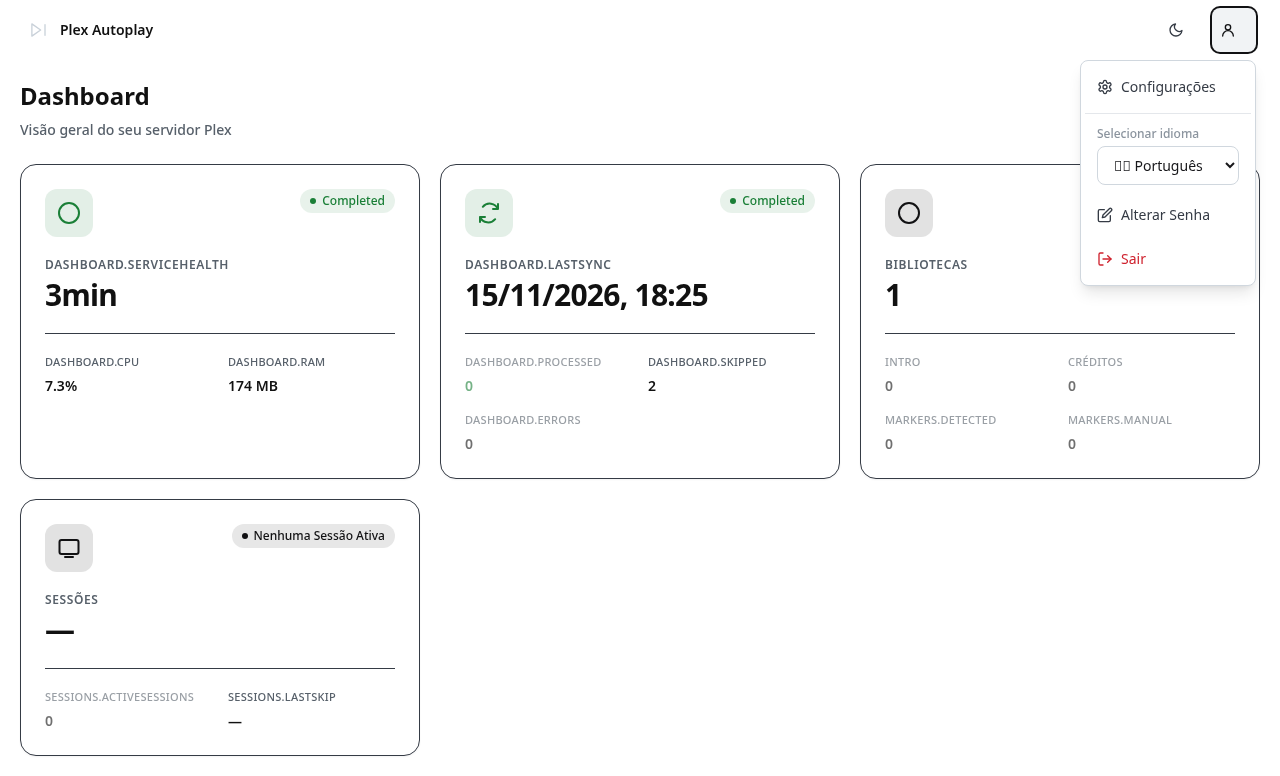 Plex Autoplay
Dashboard
Visão geral do seu servidor Plex
Configurações
Selecionar idioma
Português
Alterar Senha
Sair
Completed
DASHBOARD.SERVICEHEALTH
3min
DASHBOARD.CPU
7.3%
DASHBOARD.RAM
174 MB
Completed
DASHBOARD.LASTSYNC
15/11/2026, 18:25
DASHBOARD.PROCESSED
0
DASHBOARD.SKIPPED
2
DASHBOARD.ERRORS
0
BIBLIOTECAS
1
INTRO
0
CRÉDITOS
0
MARKERS.DETECTED
0
MARKERS.MANUAL
0
Nenhuma Sessão Ativa
SESSÕES
—
SESSIONS.ACTIVESESSIONS
0
SESSIONS.LASTSKIP
—